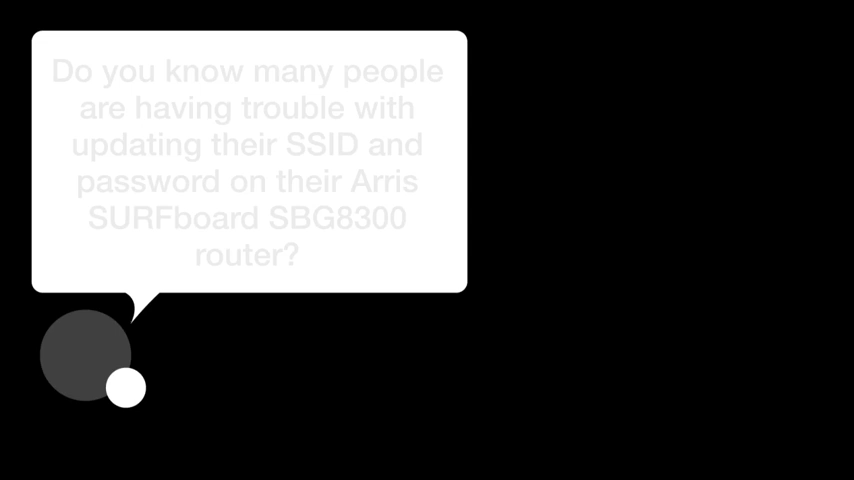 Do you know many people
are having trouble with
updating their SSID and
password on their Arris
SURFboard SBG8300
router?